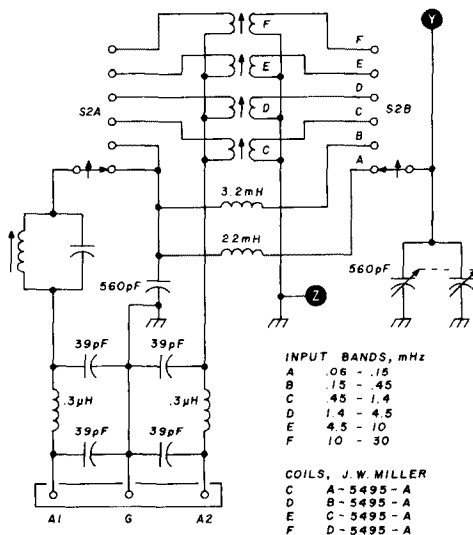 Y
F
F
E
E
D
S2A
D
C
S2B
C
B
A
3.2mH
22mH
560pF
560pF
Z
39pF
39pF
.3μH
.3μH
39pF
39pF
A1
G
A2
INPUT BANDS, mHz
A .06 - .15
B .15 - .45
C .45 - 1.4
D 1.4 - 4.5
E 4.5 - 10
F 10 - 30
COILS, J.W. MILLER
C A-5495-A
D B-5495-A
E C-5495-A
F D-5495-A